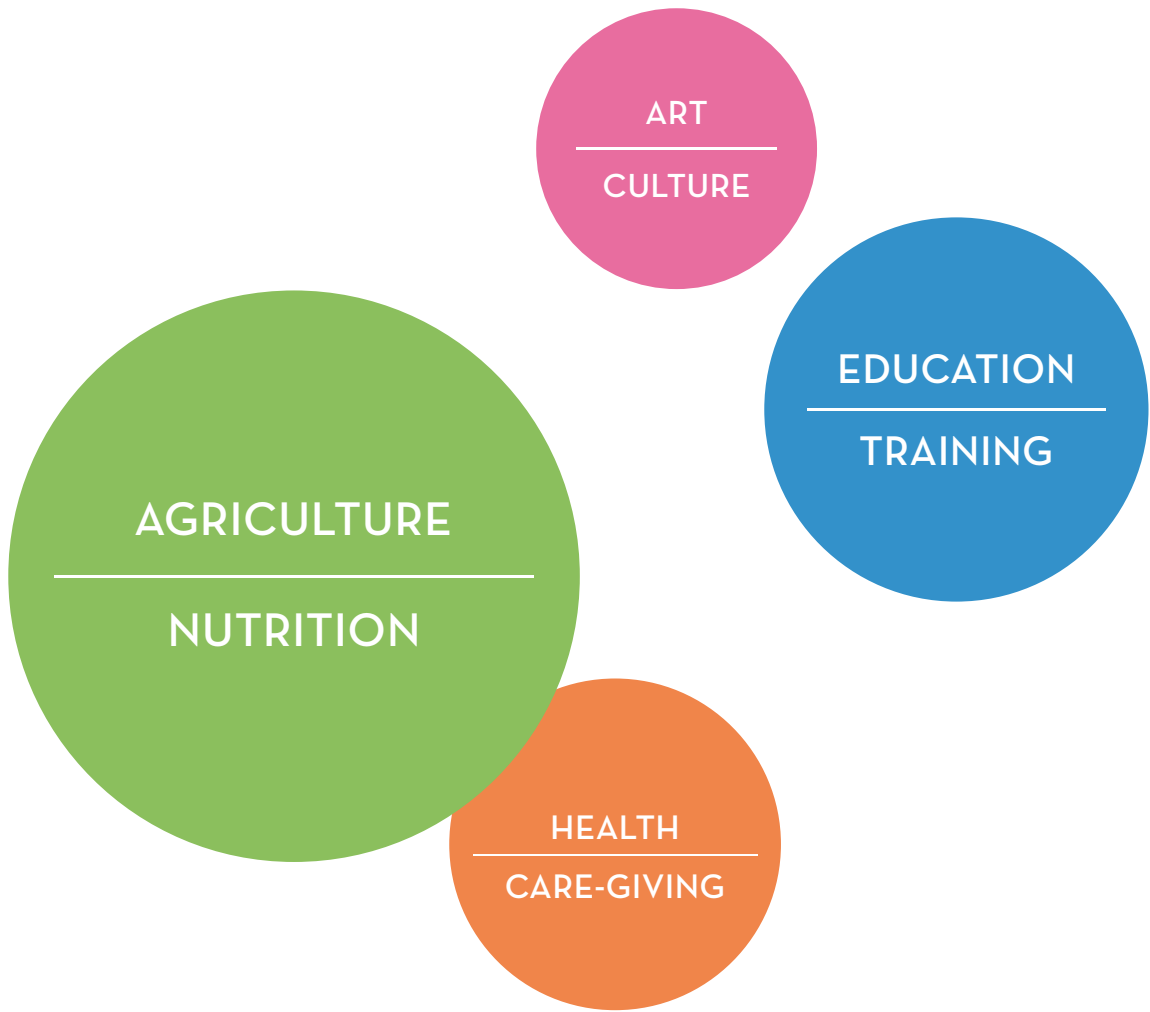 ART
CULTURE
EDUCATION
TRAINING
AGRICULTURE
NUTRITION
HEALTH
CARE-GIVING